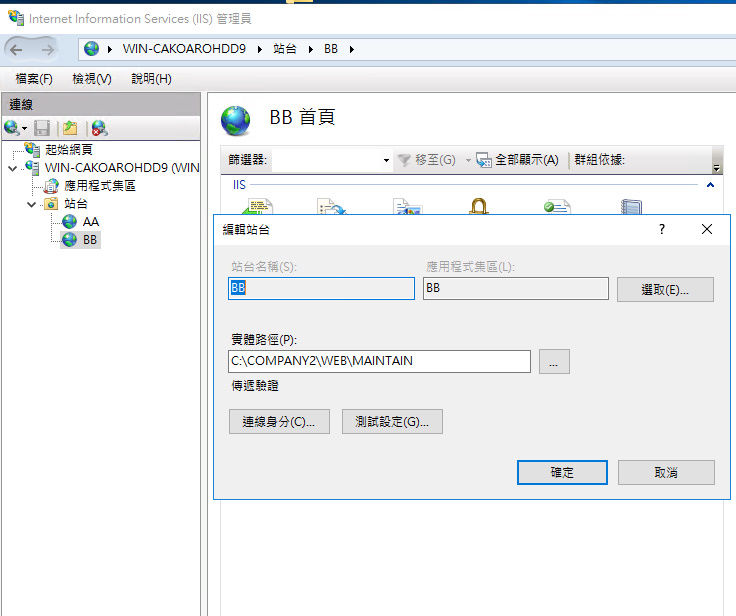 Internet Information Services (IIS) 管理員
WIN-CAKOAROHDD9 站台 BB
檔案(F) 檢視(V) 說明(H)
連線
起始網頁
WIN-CAKOAROHDD9 (WIN
應用程式集區
站台
AA
BB
BB 首頁
篩選器: 移至(G) 全部顯示(A) 群組依據:
IIS
編輯站台
站台名稱(S): 應用程式集區(L):
BB BB 選取(E)...
實體路徑(P):
C:\COMPANY2\WEB\MAINTAIN ...
傳遞驗證
連線身分(C)... 測試設定(G)...
確定 取消